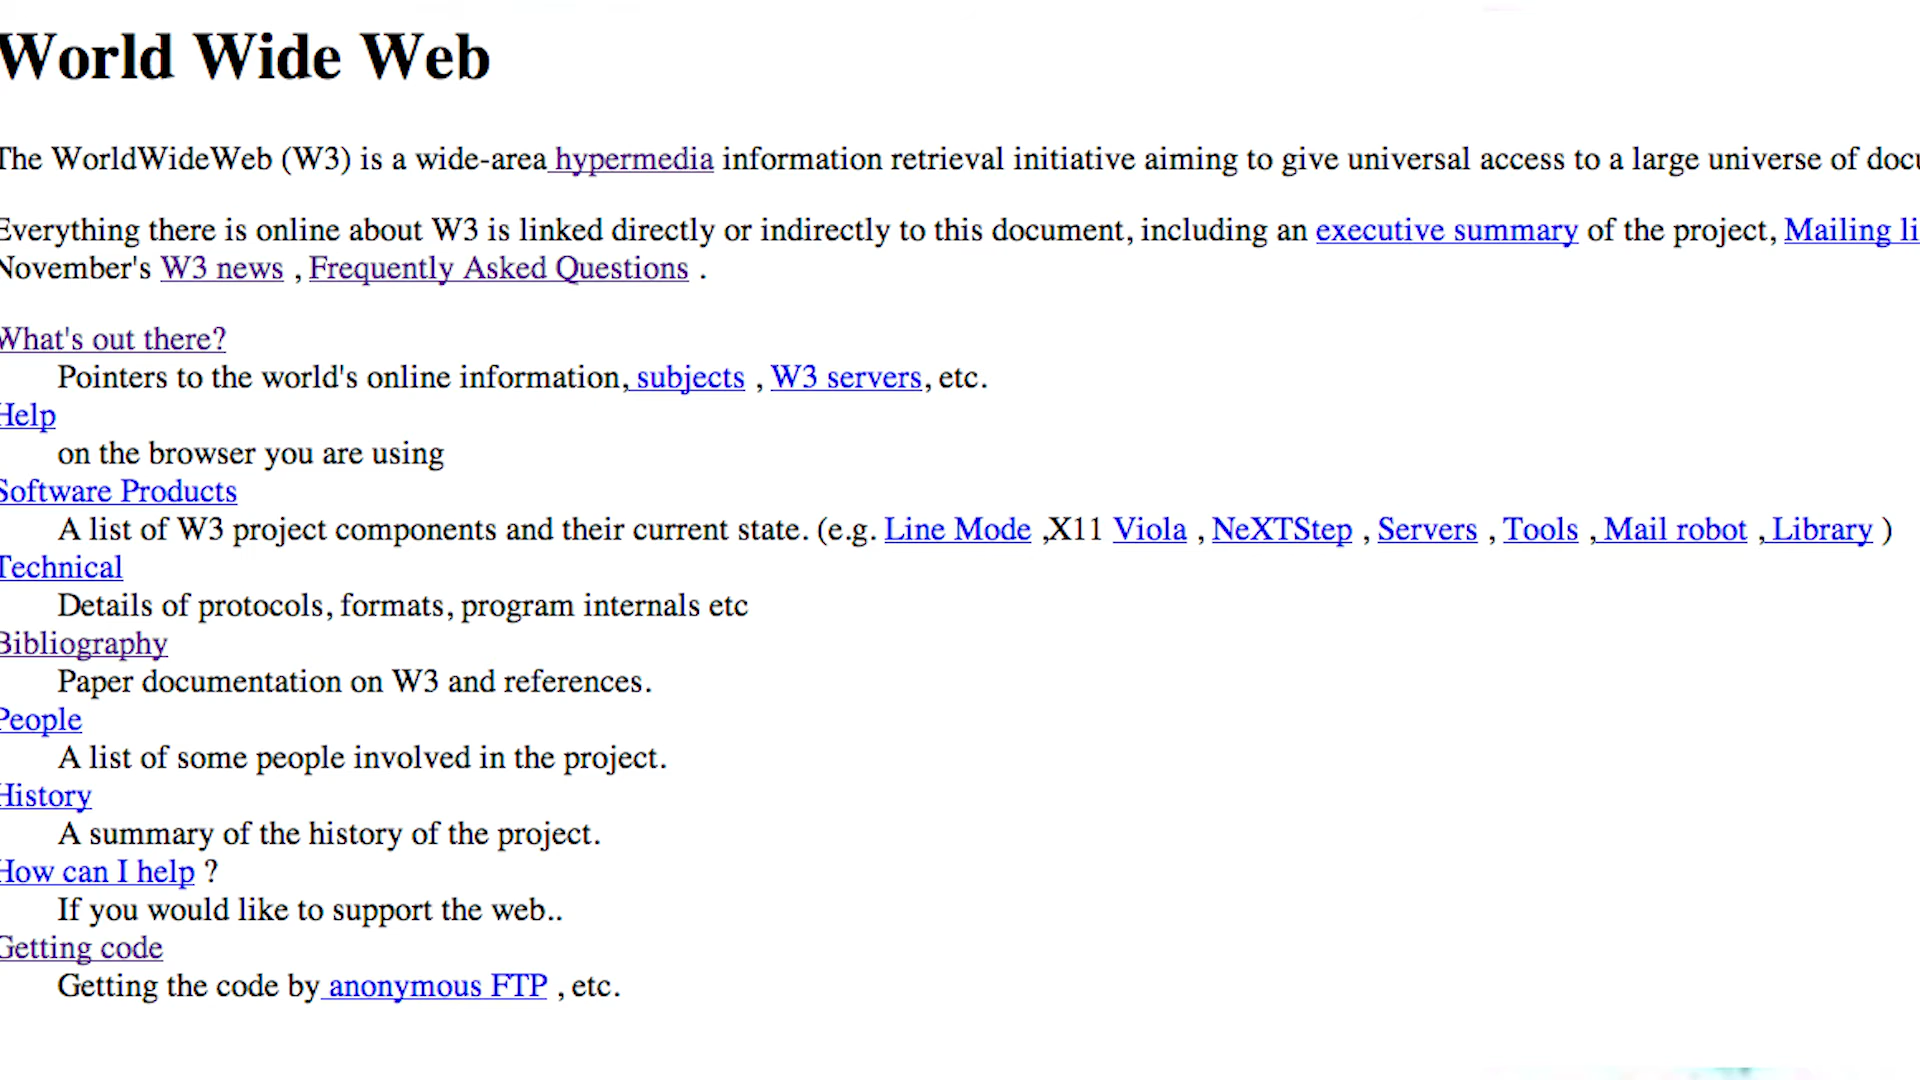 World Wide Web
The WorldWideWeb (W3) is a wide-area hypermedia information retrieval initiative aiming to give universal access to a large universe of
Everything there is online about W3 is linked directly or indirectly to this document, including an executive summary of the project, Mailing
November's W3 news , Frequently Asked Questions .
What's out there?
Pointers to the world's online information, subjects , W3 servers, etc.
Help
on the browser you are using
Software Products
A list of W3 project components and their current state. (e.g. Line Mode ,X11 Viola , NeXTStep , Servers , Tools , Mail robot , Library )
Technical
Details of protocols, formats, program internals etc
Bibliography
Paper documentation on W3 and references.
People
A list of some people involved in the project.
History
A summary of the history of the project.
How can I help ?
If you would like to support the web..
Getting code
Getting the code by anonymous FTP , etc.